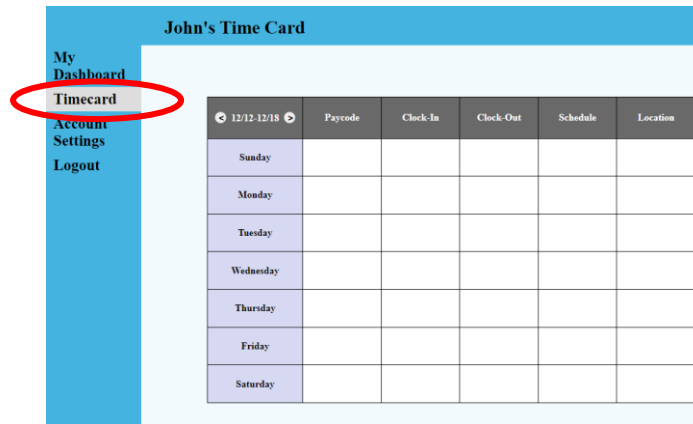 John's Time Card
My
Dashboard
Timecard
Account
Settings
Logout
12/12-12/18 Paycode Clock-In Clock-Out Schedule Location
Sunday
Monday
Tuesday
Wednesday
Thursday
Friday
Saturday